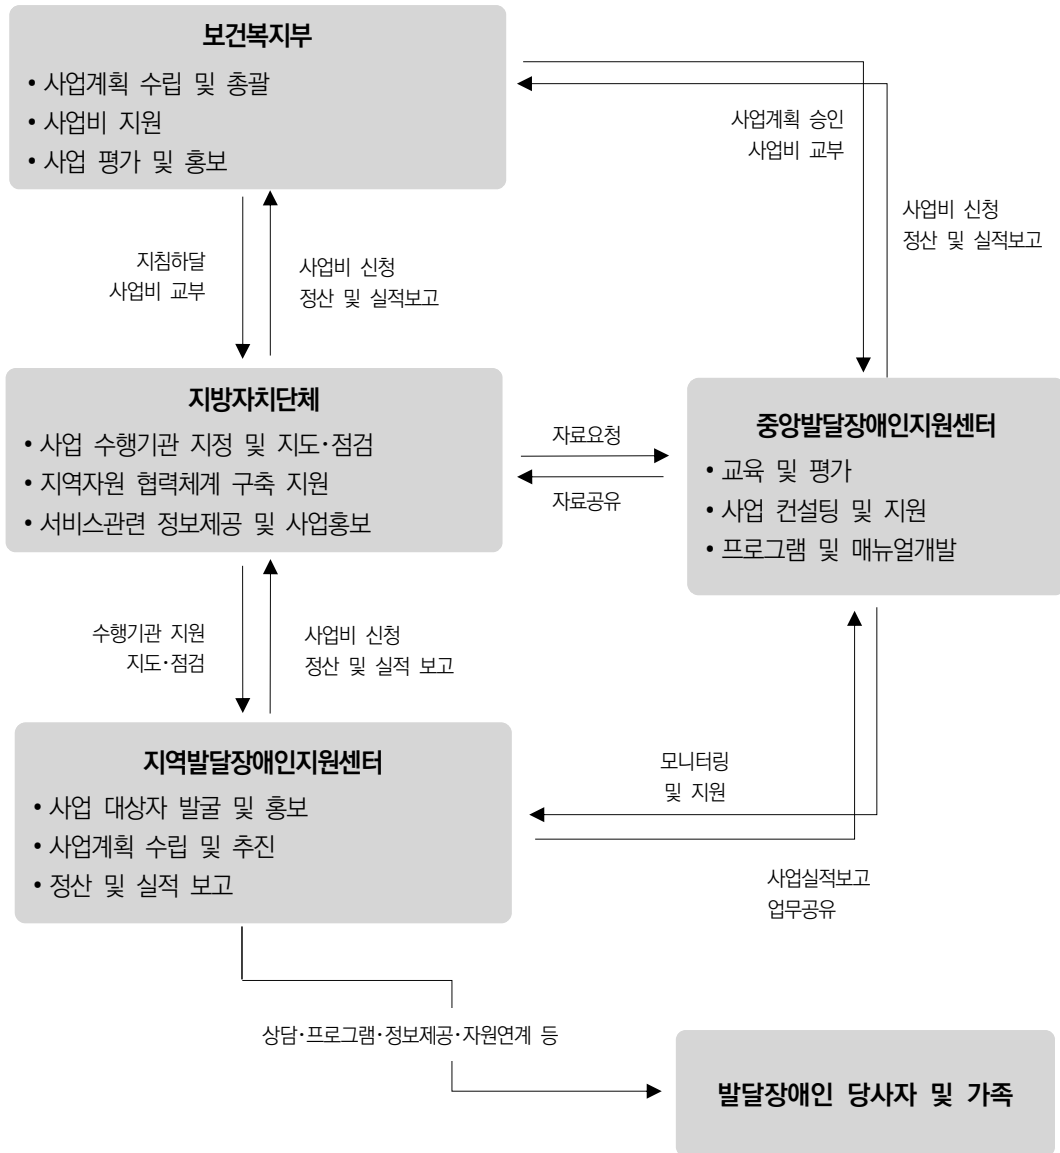 보건복지부
• 사업계획 수립 및 총괄
• 사업비 지원
• 사업 평가 및 홍보
사업계획 승인
사업비 교부
사업비 신청
정산 및 실적보고
지침하달
사업비 교부
사업비 신청
정산 및 실적보고
지방자치단체
• 사업 수행기관 지정 및 지도·점검
• 지역자원 협력체계 구축 지원
• 서비스관련 정보제공 및 사업홍보
자료요청
자료공유
중앙발달장애인지원센터
• 교육 및 평가
• 사업 컨설팅 및 지원
• 프로그램 및 매뉴얼개발
수행기관 지원
지도·점검
사업비 신청
정산 및 실적 보고
지역발달장애인지원센터
• 사업 대상자 발굴 및 홍보
• 사업계획 수립 및 추진
• 정산 및 실적 보고
모니터링
및 지원
사업실적보고
업무공유
상담·프로그램·정보제공·자원연계 등
발달장애인 당사자 및 가족